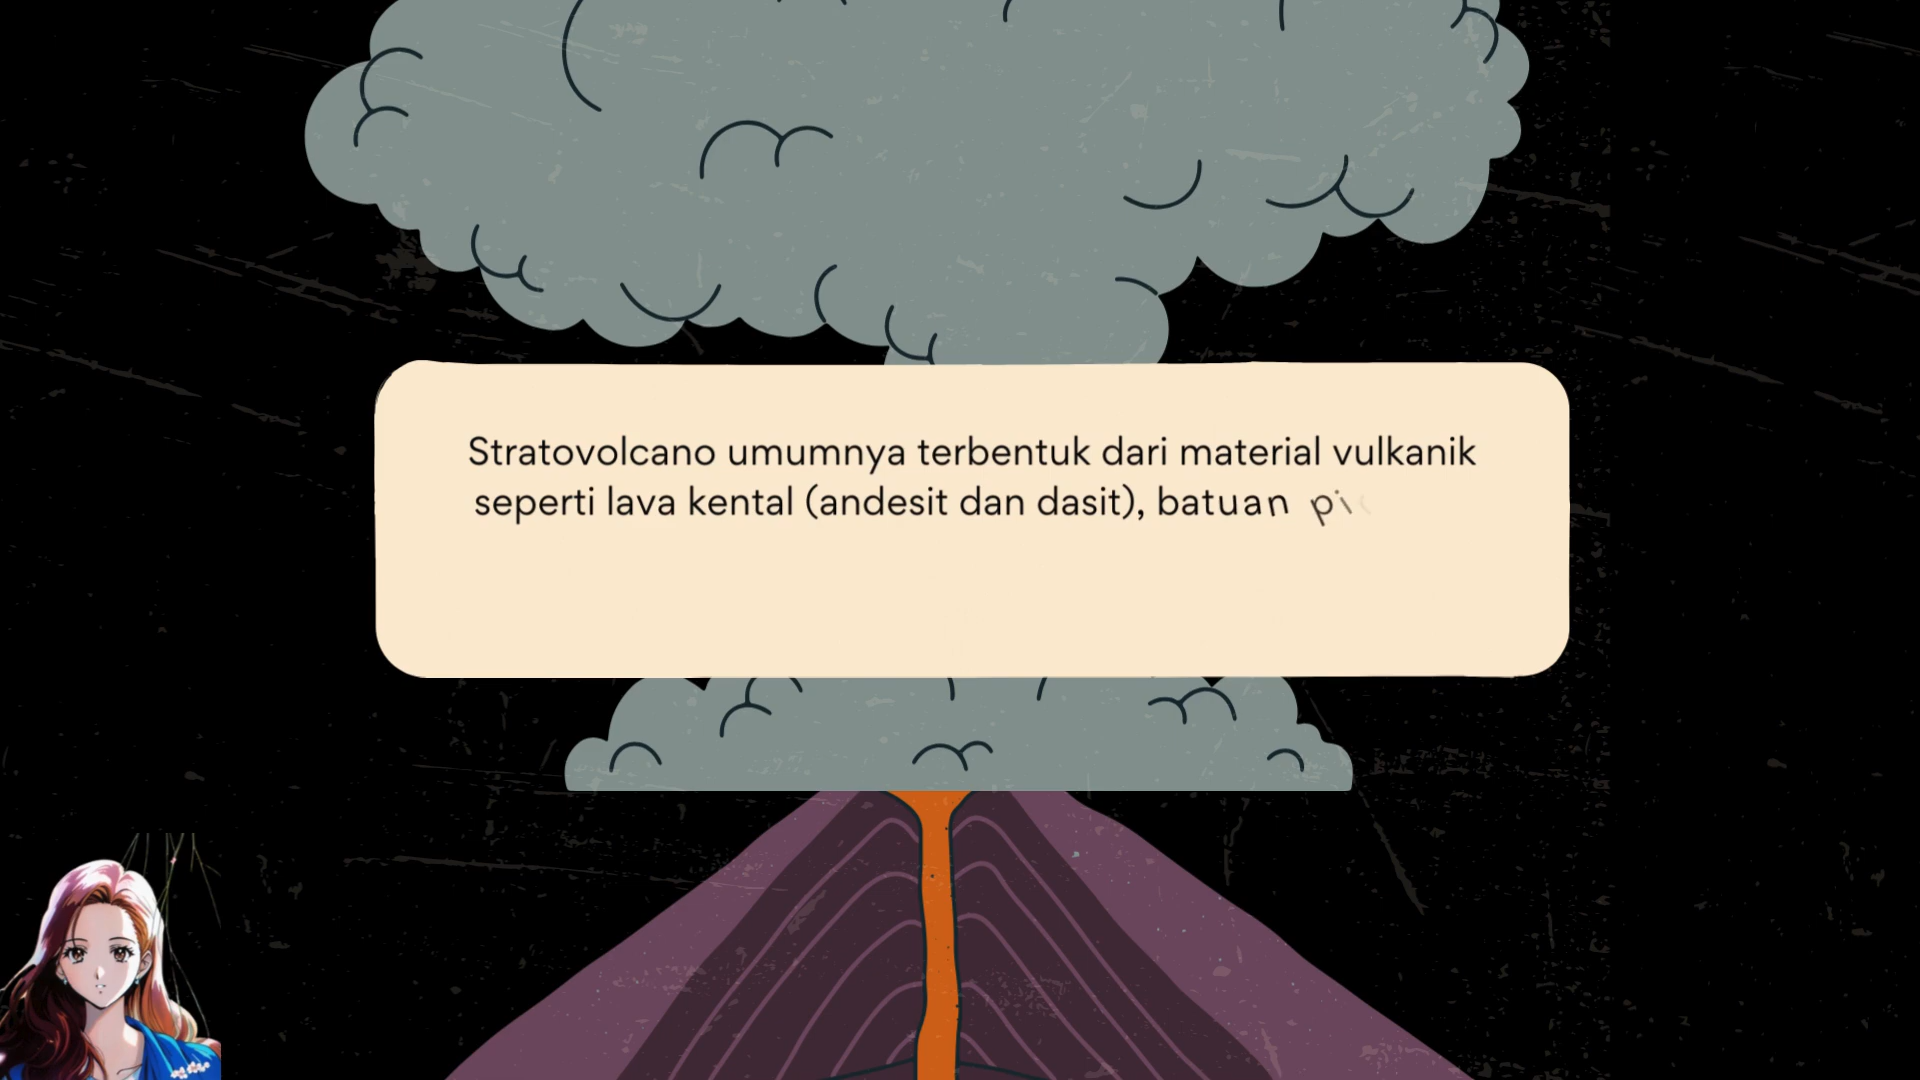 Stratovolcano umumnya terbentuk dari material vulkanik
seperti lava kental (andesit dan dasit), batuan